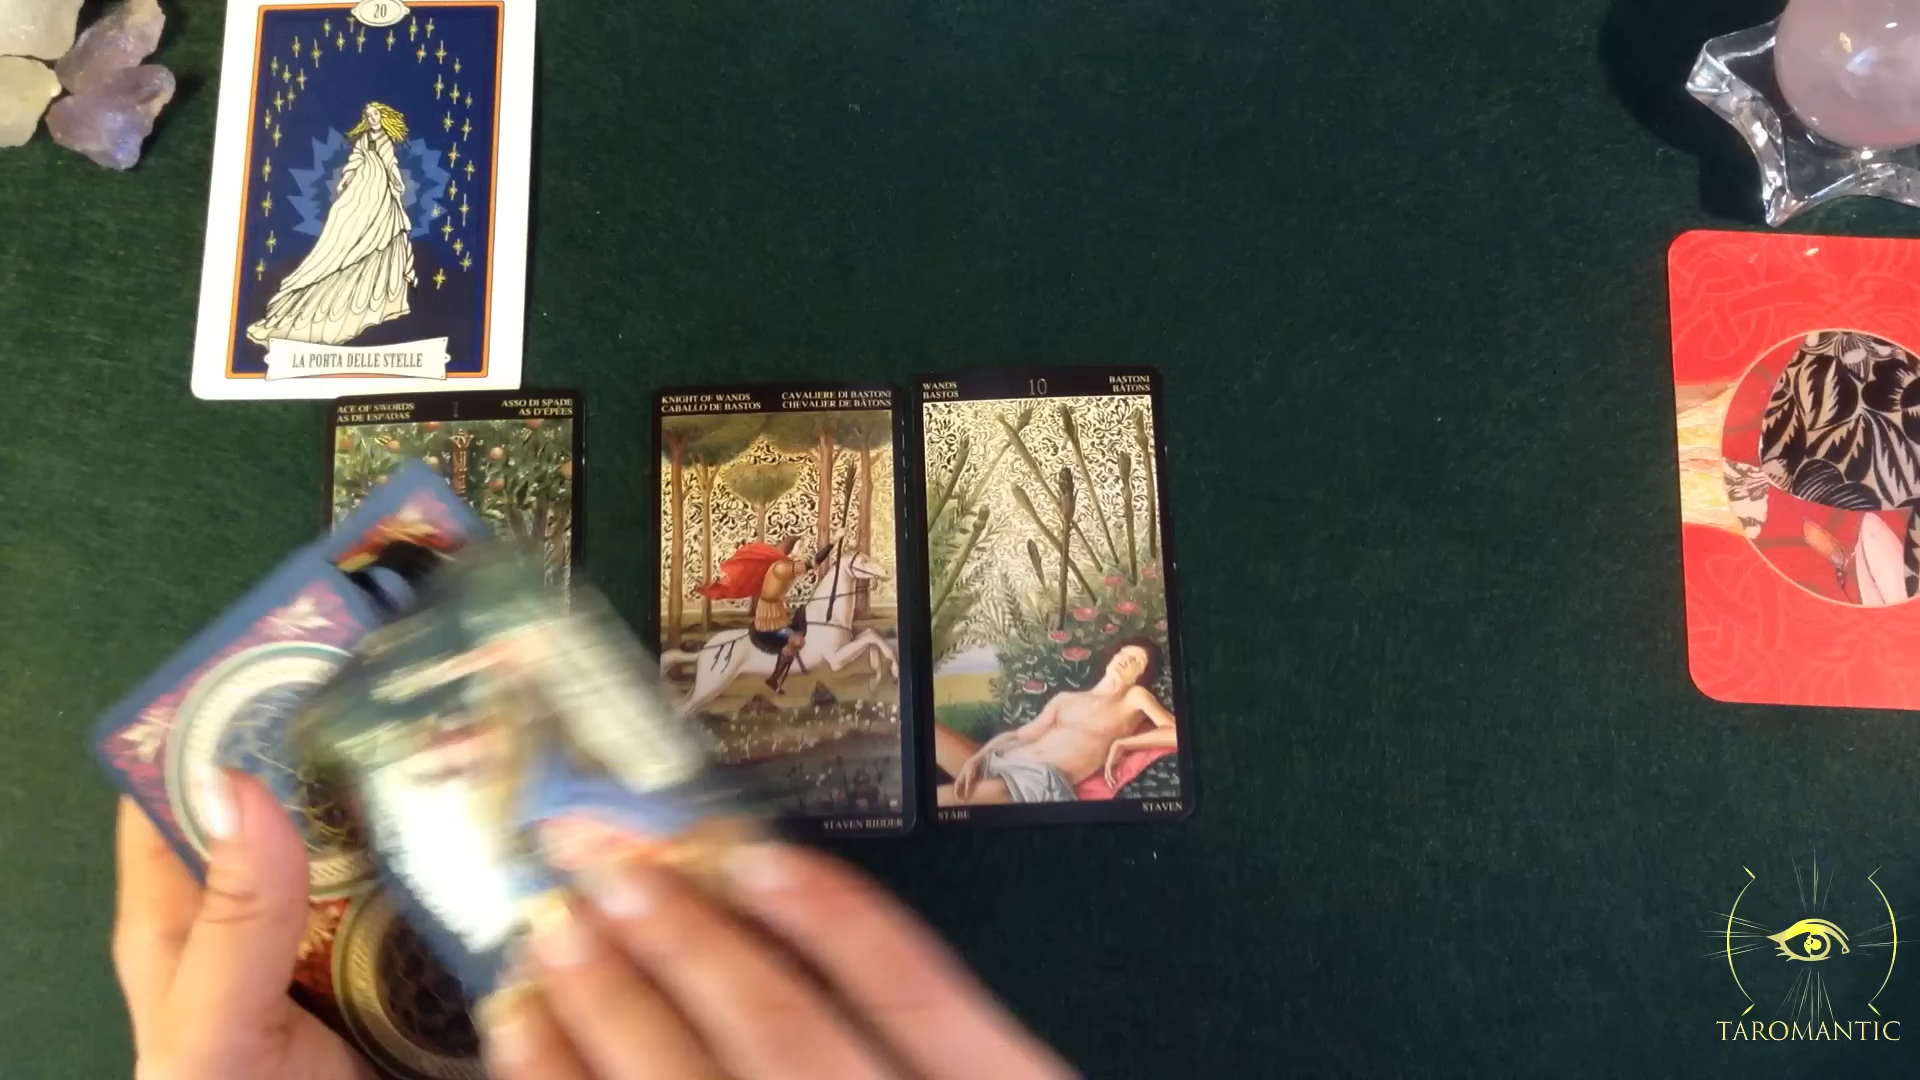 20
LA PORTA DELLE STELLE
ACE OF SWORDS
AS DE ESPADAS
ASSO DI SPADE
AS D'EPÉES
KNIGHT OF WANDS
CABALLO DE BASTOS
CAVALIERE DI BASTONI
CHEVALIER DE BÂTONS
STAVEN RIDDER
WANDS
BASTOS
10
BASTONI
BÂTONS
STÄBE
STAVEN
TAROMANTIC